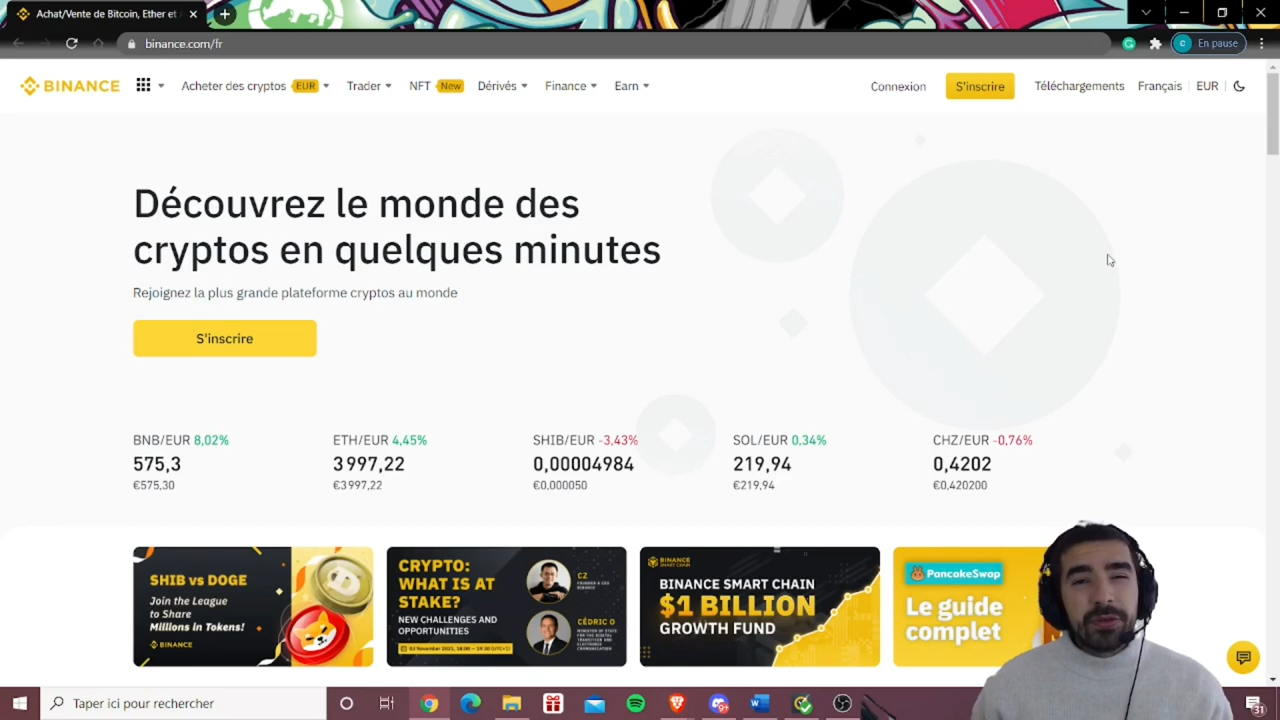 Achat/Vente de Bitcoin, Ether et A
binance.com/fr
C
En pause
BINANCE
Acheter des cryptos EUR
Trader
NFT New
Dérivés
Finance
Earn
Connexion
S'inscrire
Téléchargements
Français
EUR
Découvrez le monde des
cryptos en quelques minutes
Rejoignez la plus grande plateforme cryptos au monde
S'inscrire
BNB/EUR 8,02%
575,3
€575,30
ETH/EUR 4,45%
3 997,22
€3 997,22
SHIB/EUR -3,43%
0,00004984
€0,000050
SOL/EUR 0,34%
219,94
€219,94
CHZ/EUR -0,76%
0,4202
€0,420200
SHIB vs DOGE
Join the League
to Share
Millions in Tokens!
BINANCE
CRYPTO:
WHAT IS AT
STAKE?
NEW CHALLENGES AND
OPPORTUNITIES
CZ
FOUNDER & CEO
BINANCE
CÉDRIC O
BINANCE
SMART CHAIN
BINANCE SMART CHAIN
$1 BILLION
GROWTH FUND
PancakeSwap
Le guide
complet
Taper ici pour rechercher
31